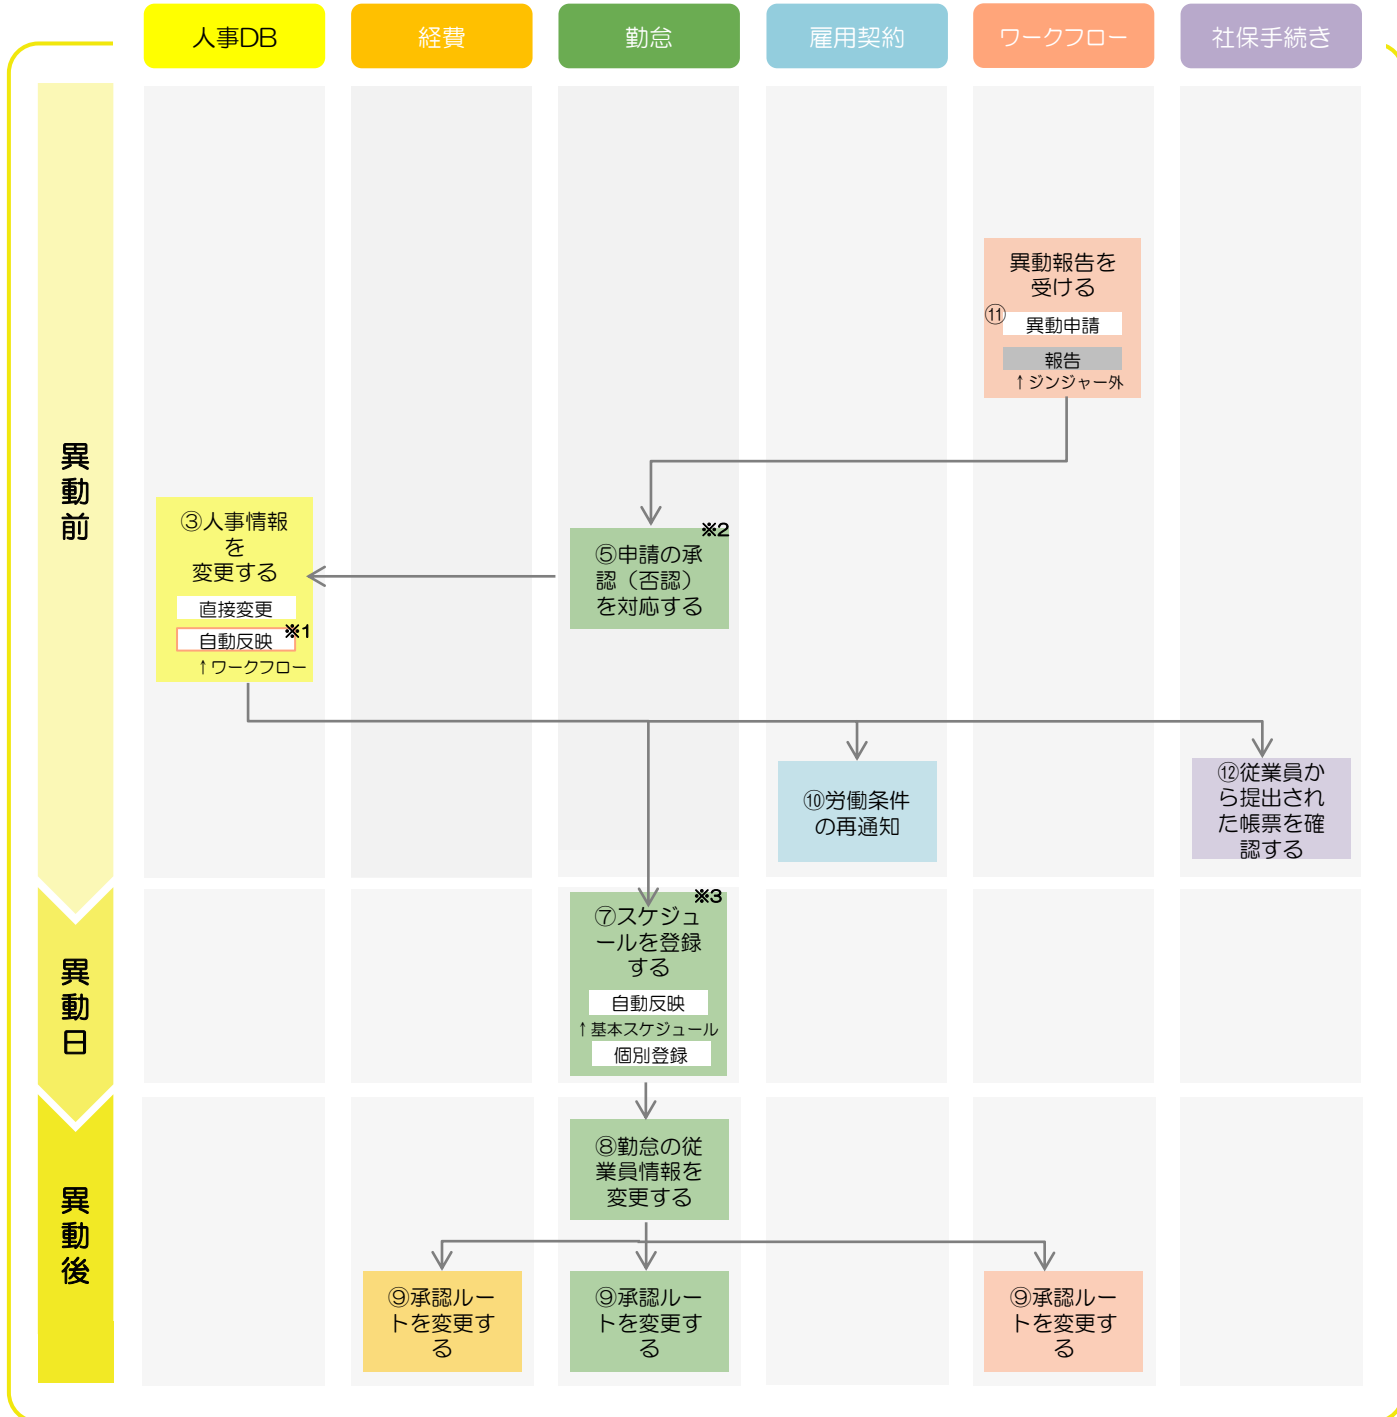 人事DB
経費
勤怠
雇用契約
ワークフロー
社保手続き
異動前
異動報告を
受ける
⑪
異動申請
報告
↑ジンジャー外
※2
⑤申請の承
認（否認）
を対応する
③人事情報
を
変更する
直接変更
※1
自動反映
↑ワークフロー
⑩労働条件
の再通知
⑫従業員か
ら提出され
た帳票を確
認する
異動日
※3
⑦スケジュ
ールを登録
する
自動反映
↑基本スケジュール
個別登録
異動後
⑧勤怠の従
業員情報を
変更する
⑨承認ルー
トを変更す
る
⑨承認ルー
トを変更す
る
⑨承認ルー
トを変更す
る